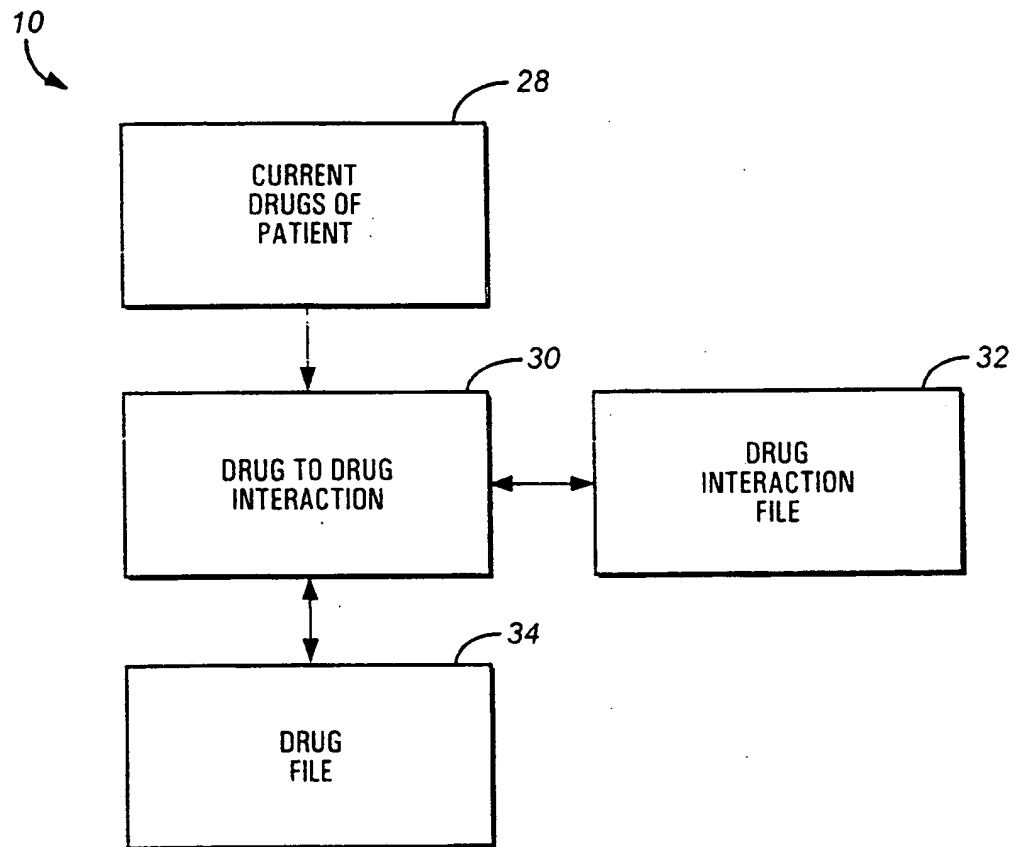 10
28
CURRENT
DRUGS OF
PATIENT
30
DRUG TO DRUG
INTERACTION
32
DRUG
INTERACTION
FILE
34
DRUG
FILE